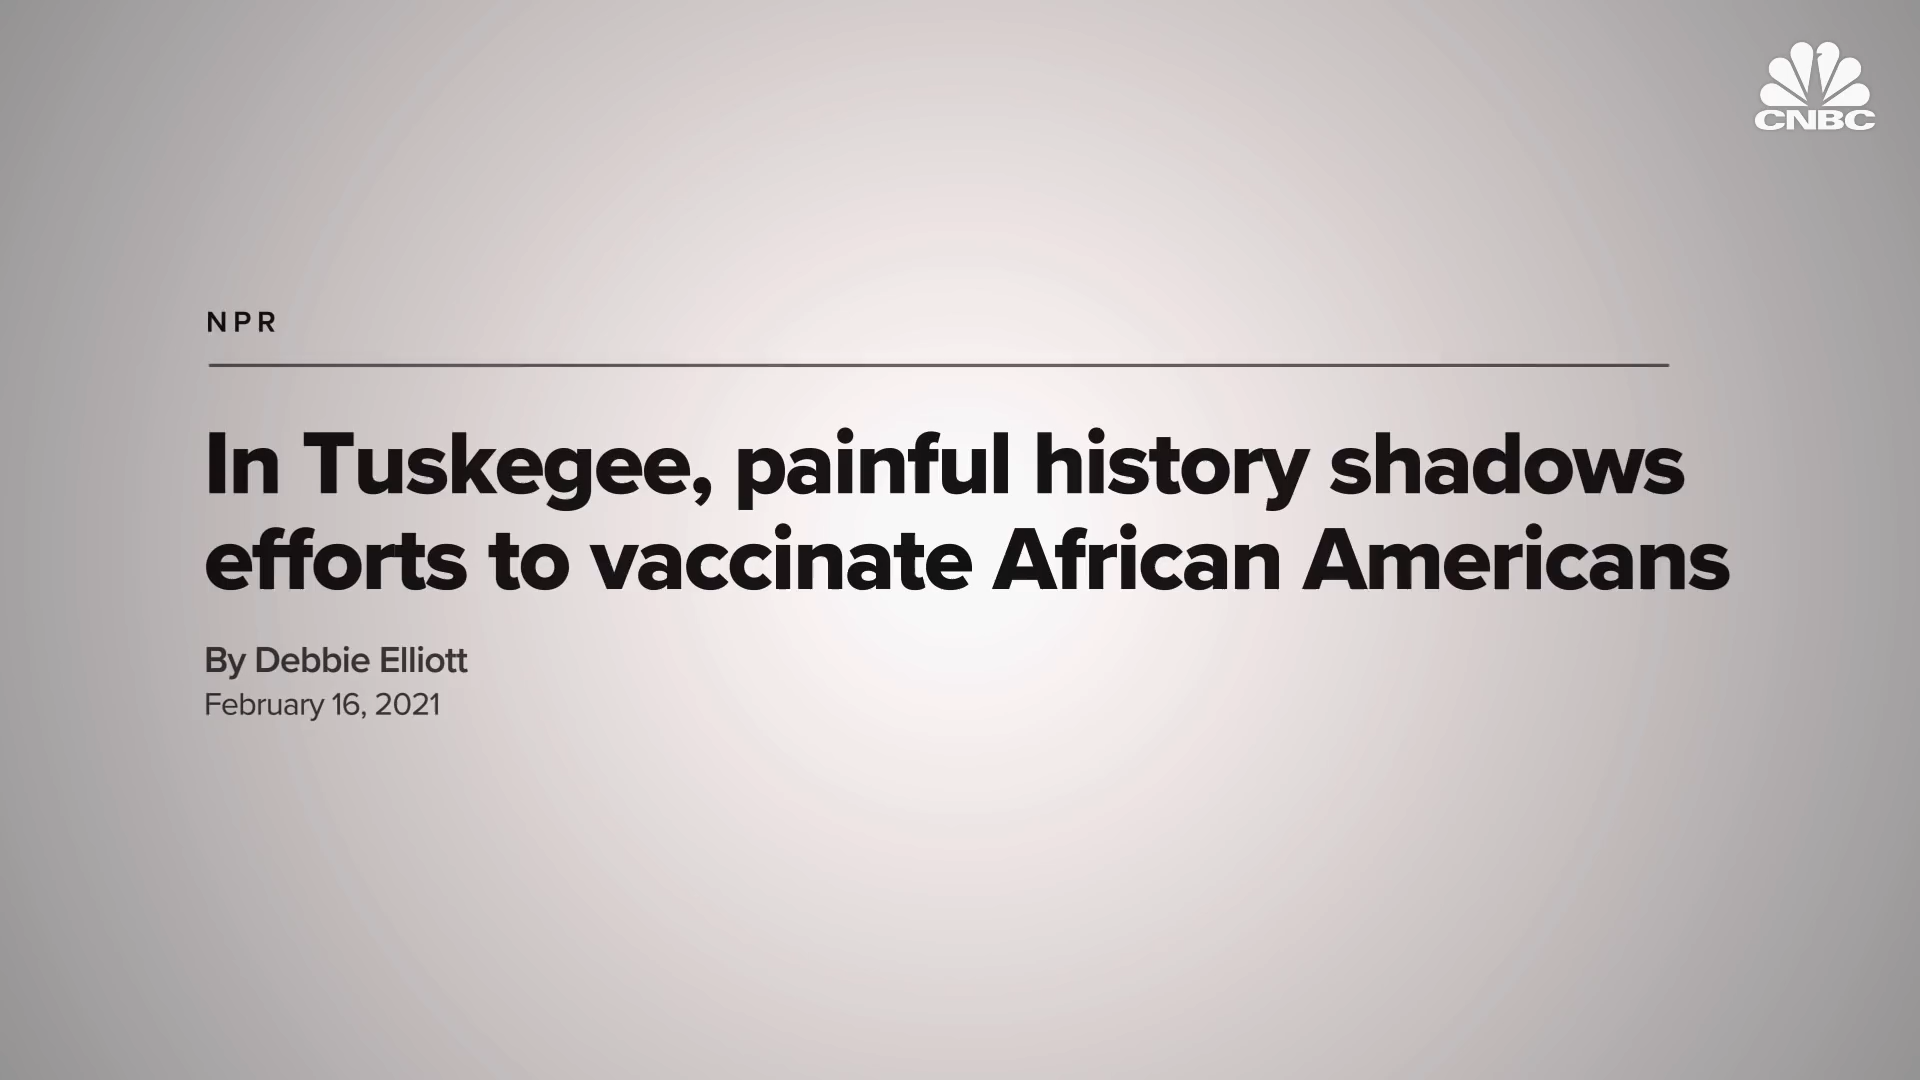 CNBC
NPR
In Tuskegee, painful history shadows
efforts to vaccinate African Americans
By Debbie Elliott
February 16, 2021